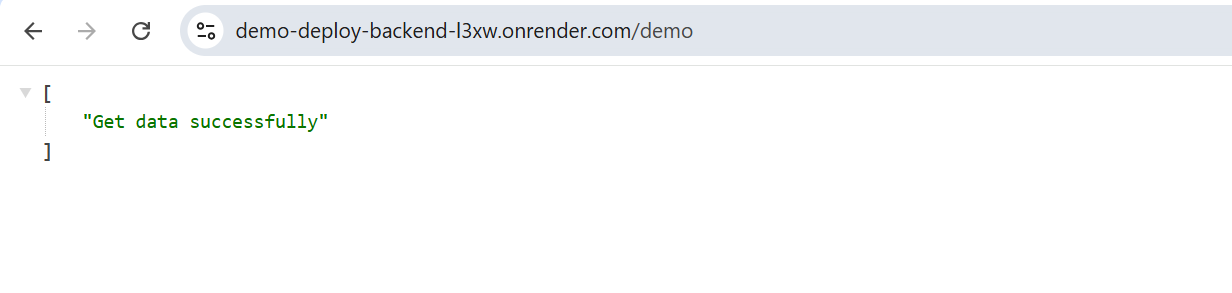 demo-deploy-backend-l3xw.onrender.com/demo
[
"Get data successfully"
]